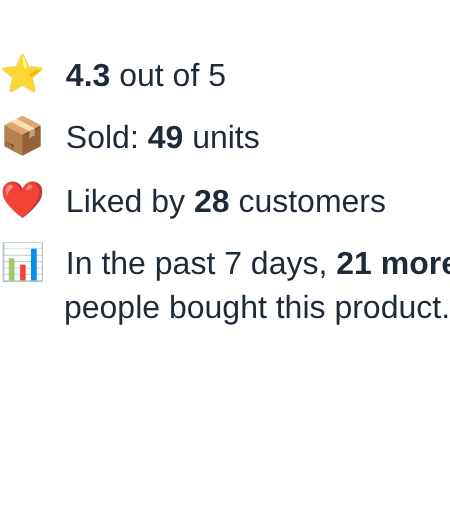 4.3 out of 5
Sold: 49 units
Liked by 28 customers
In the past 7 days, 21 more
people bought this product.